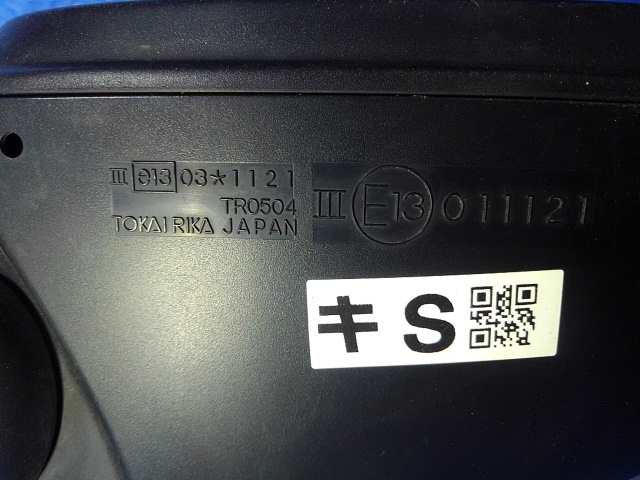 III e13 03*1121
TR0504
TOKAI RIKA JAPAN
III E13 011121
キ S